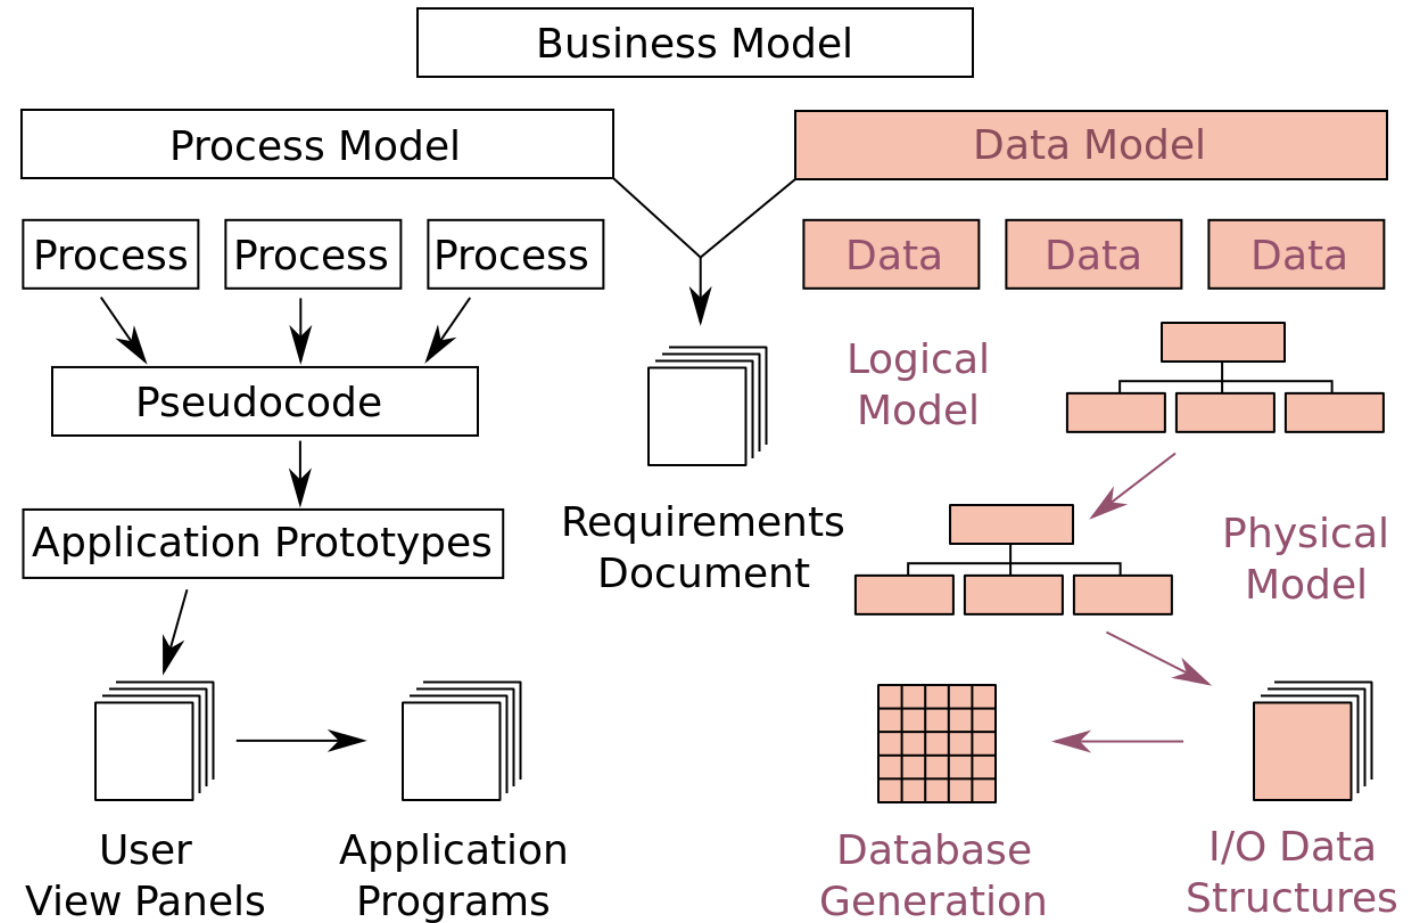 Business Model
Process Model
Data Model
Process
Process
Process
Data
Data
Data
Pseudocode
Logical
Model
Application Prototypes
Requirements
Document
Physical
Model
User
View Panels
Application
Programs
Database
Generation
I/O Data
Structures